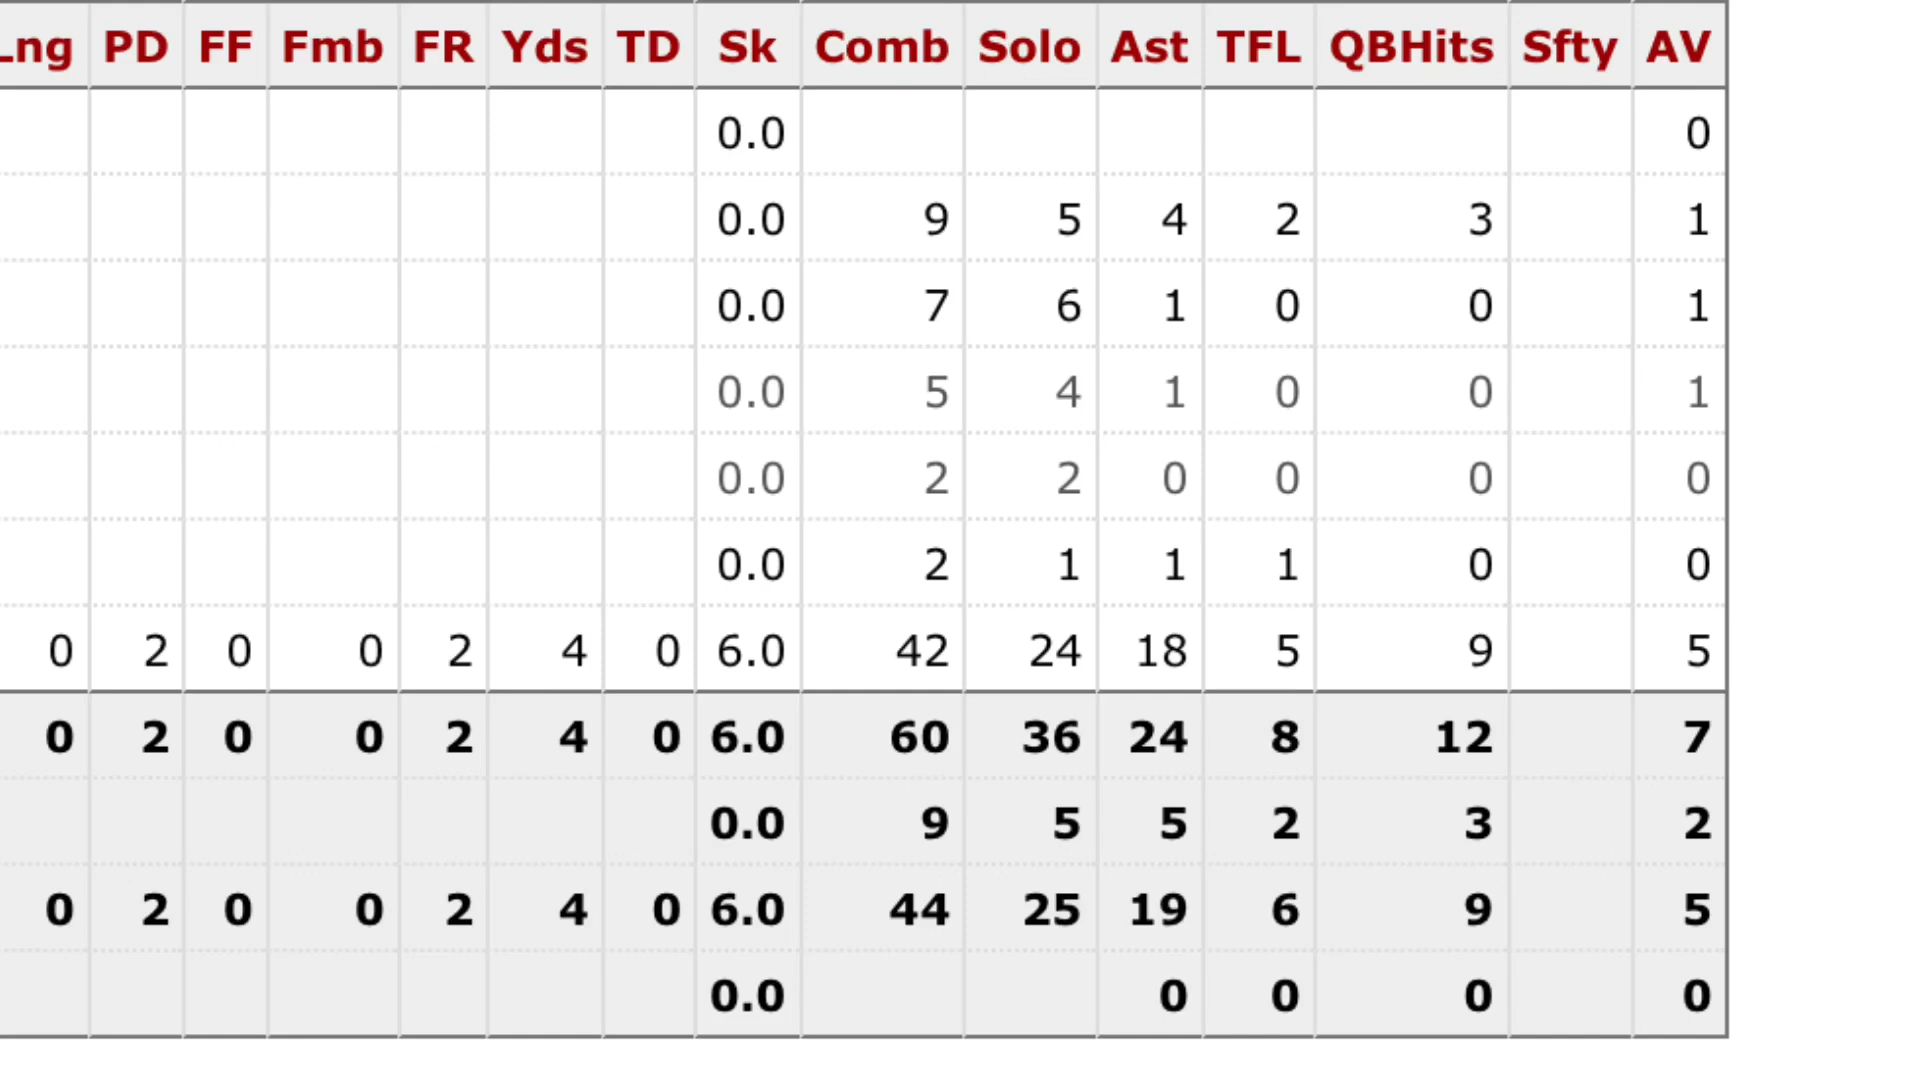 Lng PD FF Fmb FR Yds TD Sk Comb Solo Ast TFL QBHits Sfty AV
0.0 0
0.0 9 5 4 2 3 1
0.0 7 6 1 0 0 1
0.0 5 4 1 0 0 1
0.0 2 2 0 0 0 0
0.0 2 1 1 1 0 0
0 2 0 0 2 4 0 6.0 42 24 18 5 9 5
0 2 0 0 2 4 0 6.0 60 36 24 8 12 7
0.0 9 5 5 2 3 2
0 2 0 0 2 4 0 6.0 44 25 19 6 9 5
0.0 0 0 0 0